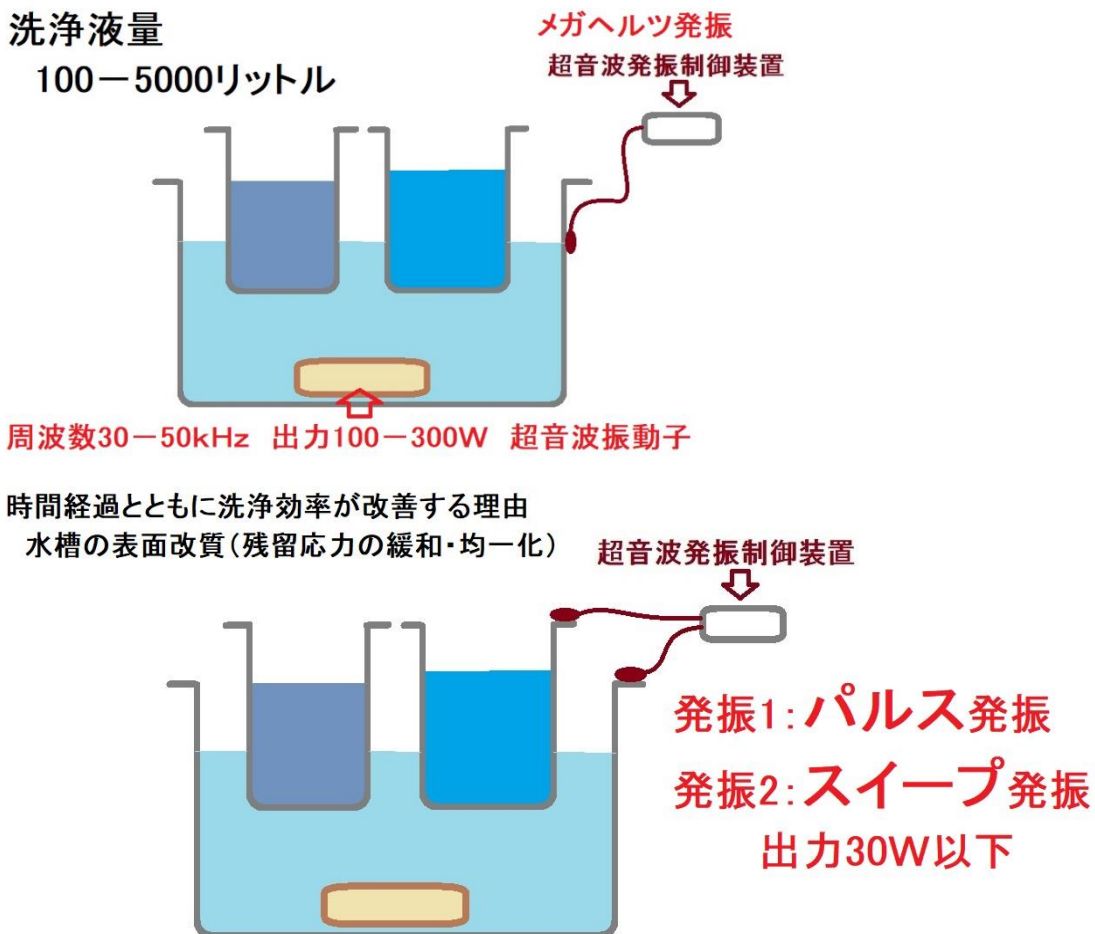 洗浄液量
100－5000リットル
メガヘルツ発振
超音波発振制御装置
周波数30－50kHz 出力100－300W 超音波振動子
時間経過とともに洗浄効率が改善する理由
水槽の表面改質(残留応力の緩和・均一化)
超音波発振制御装置
発振1:パルス発振
発振2:スイープ発振
出力30W以下